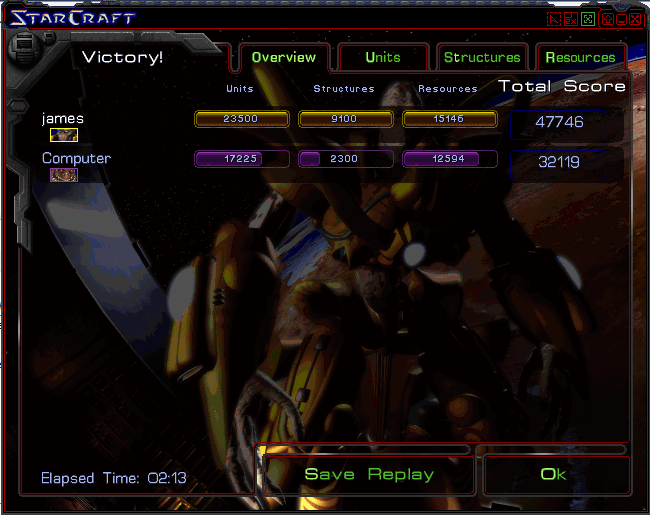 StarCraft
Victory!
Overview
Units
Structures
Resources
Units
Structures
Resources
Total Score
james
23500
9100
15146
47746
Computer
17225
2300
12594
32119
Elapsed Time: 02:13
Save Replay
Ok